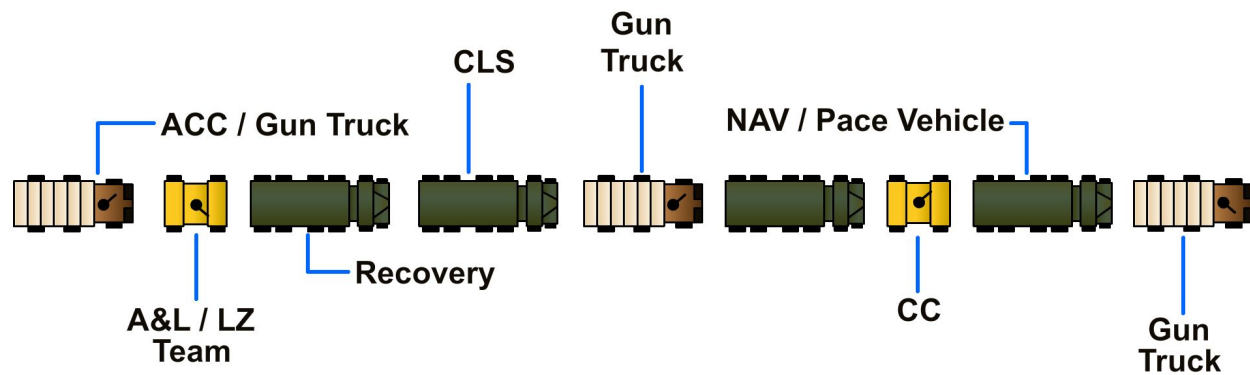 Gun
Truck
CLS
ACC / Gun Truck
NAV / Pace Vehicle
Recovery
A&L / LZ
Team
CC
Gun
Truck